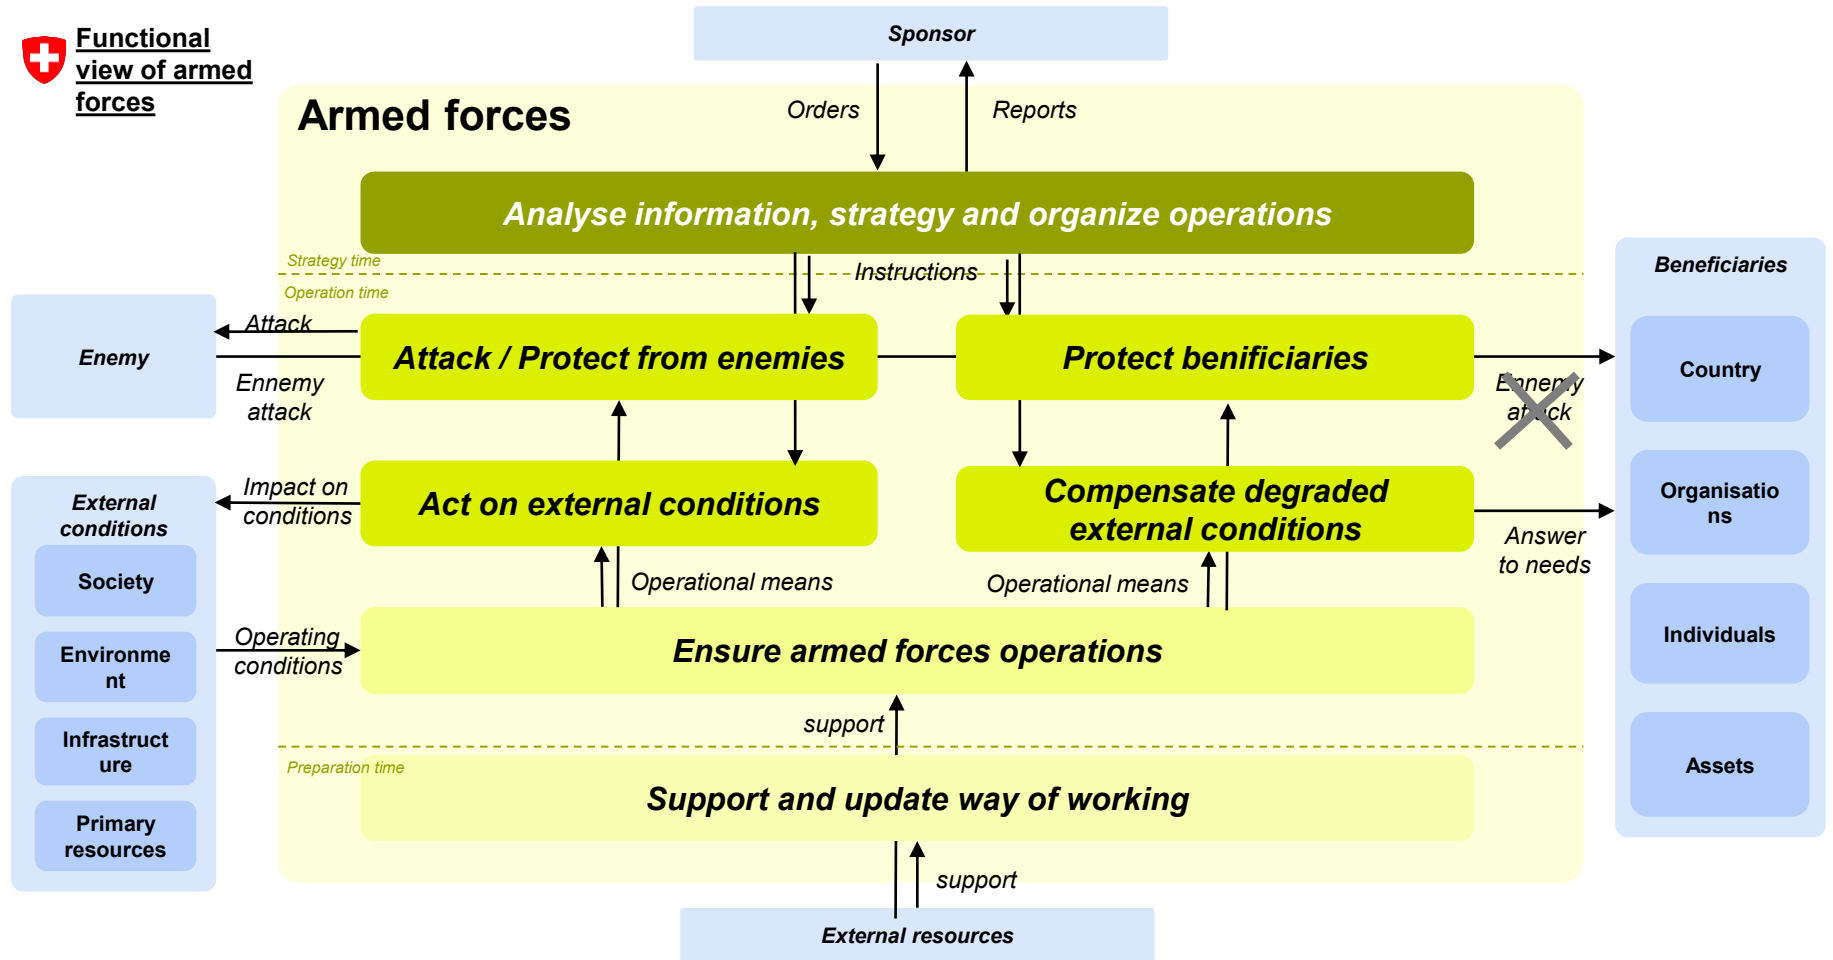 Functional
view of armed
forces
Sponsor
Armed forces
Orders
Reports
Analyse information, strategy and organize operations
Strategy time
Instructions
Operation time
Beneficiaries
Enemy
Attack
Ennemy
attack
Attack / Protect from enemies
Protect benificiaries
Ennemy
attack
Country
External
conditions
Impact on
conditions
Act on external conditions
Compensate degraded
external conditions
Answer
to needs
Organisatio
ns
Society
Operational means
Operational means
Environme
nt
Operating
conditions
Ensure armed forces operations
Individuals
Infrastruct
ure
support
Preparation time
Support and update way of working
Assets
Primary
resources
support
External resources